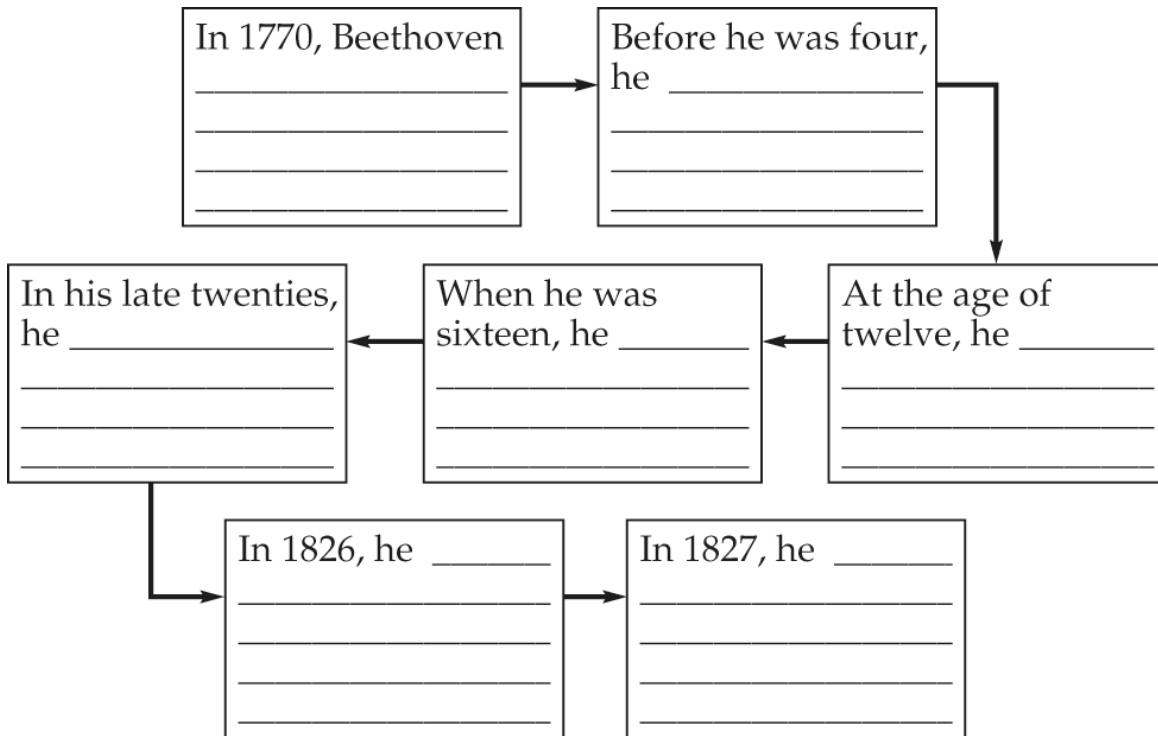 In 1770, Beethoven
Before he was four,
he
At the age of
twelve, he
When he was
sixteen, he
In his late twenties,
he
In 1826, he
In 1827, he